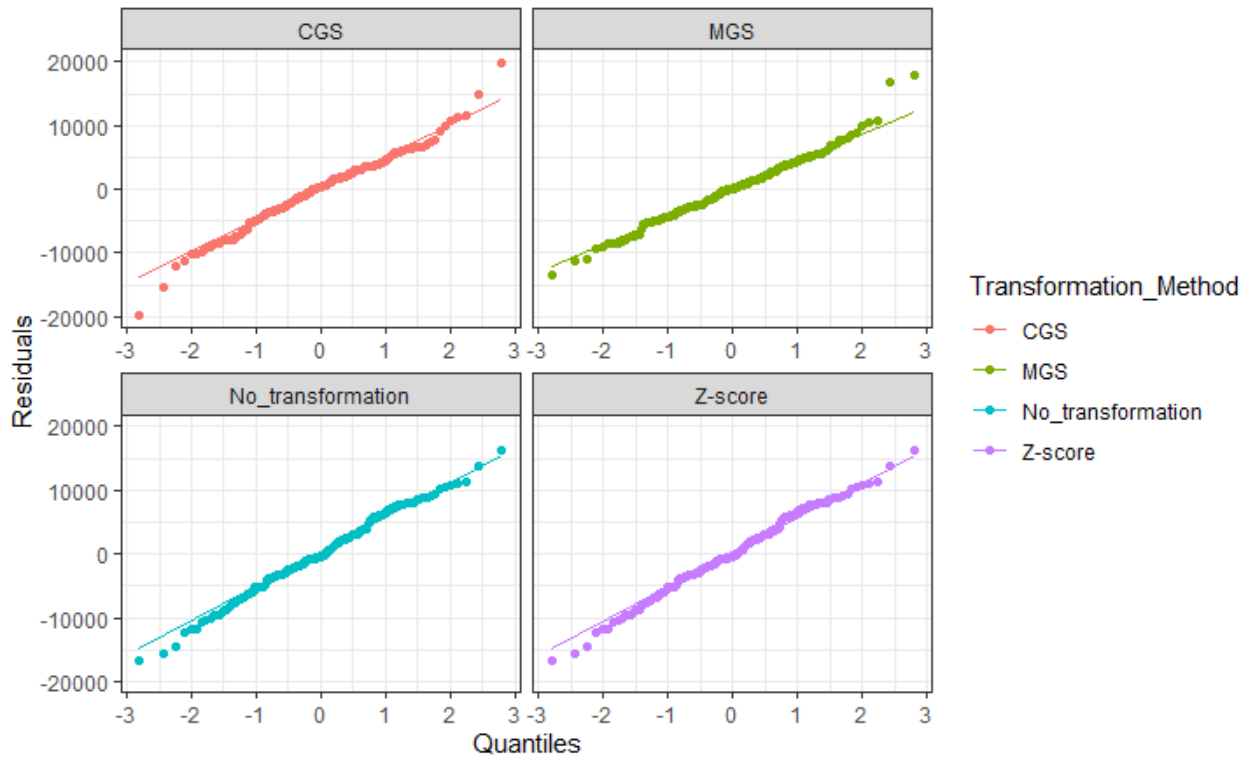 CGS
MGS
20000
10000
0
-10000
-20000
-3 -2 -1 0 1 2 3
-3 -2 -1 0 1 2 3
No_transformation
Z-score
20000
10000
0
-10000
-20000
-3 -2 -1 0 1 2 3
-3 -2 -1 0 1 2 3
Residuals
Quantiles
Transformation_Method
CGS
MGS
No_transformation
Z-score